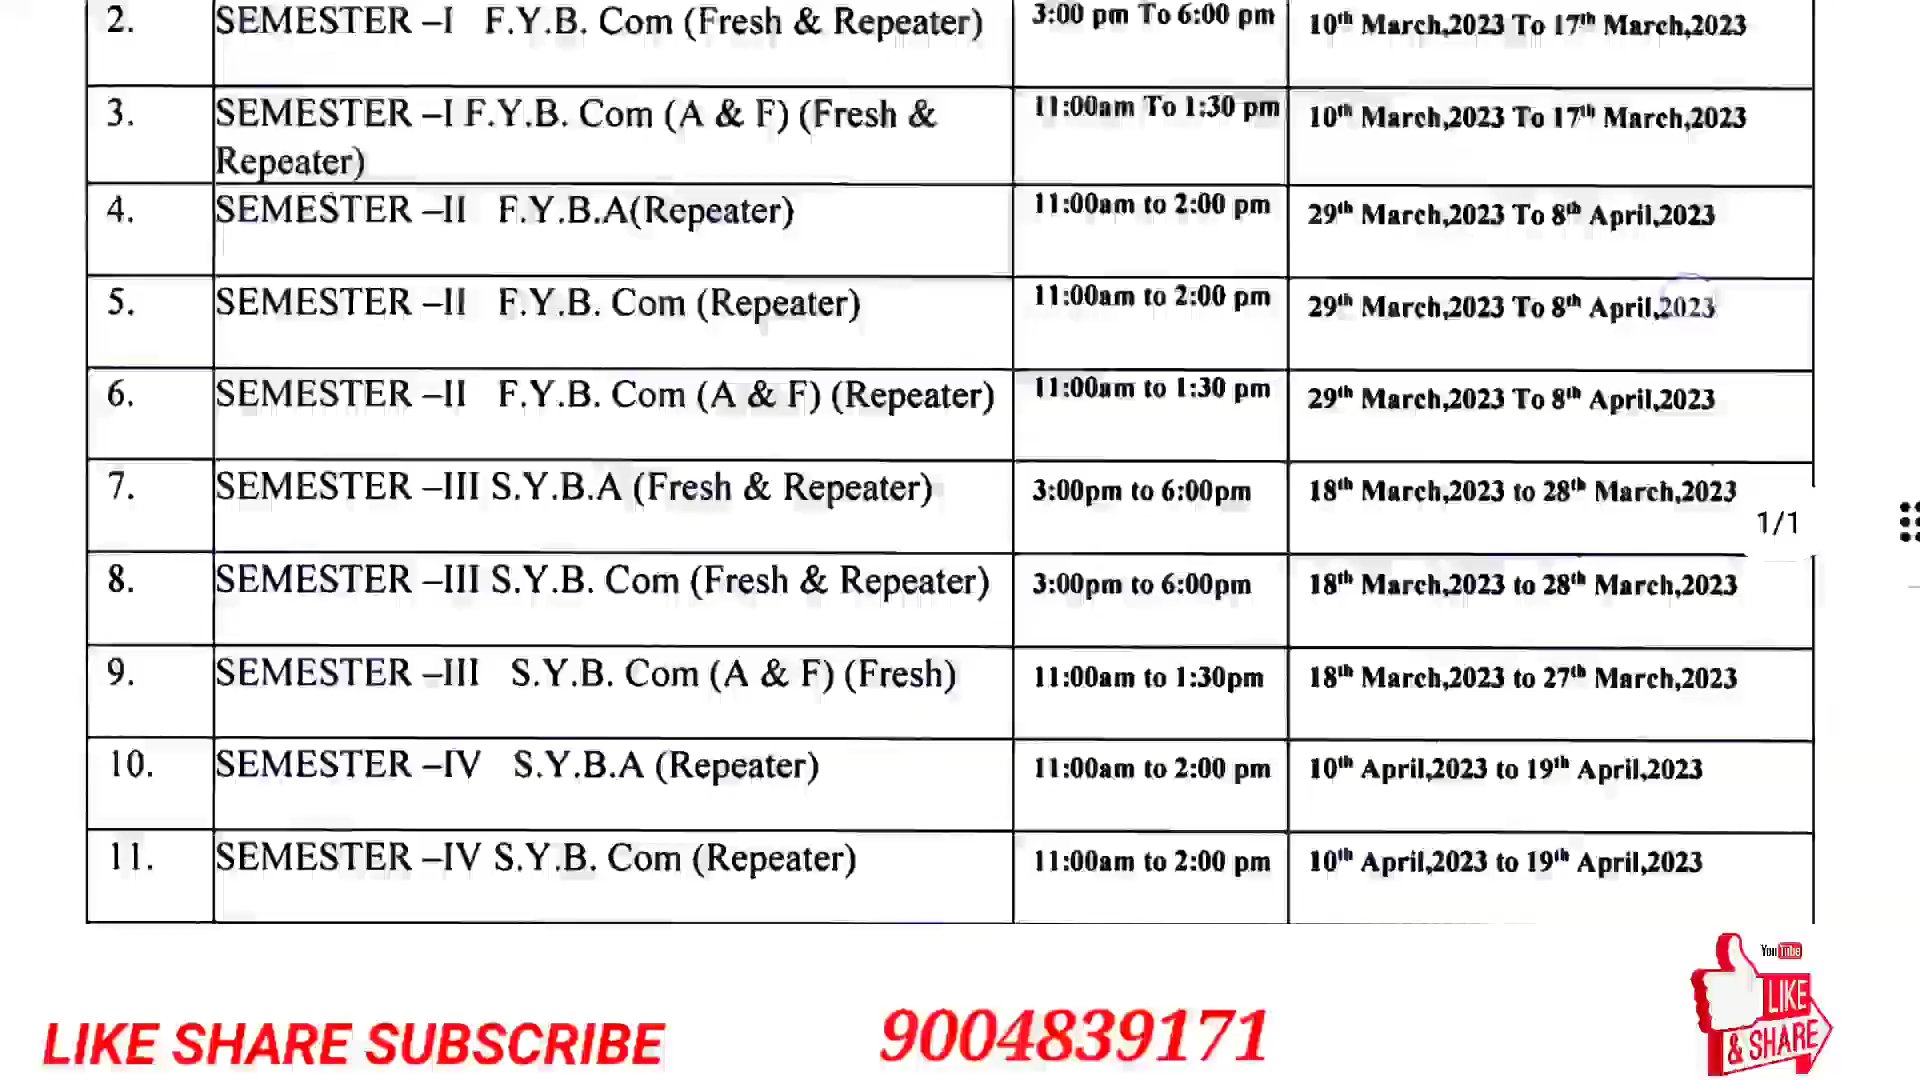 2. SEMESTER –I F.Y.B. Com (Fresh & Repeater) 3:00 pm To 6:00 pm 10th March,2023 To 17th March,2023
3. SEMESTER –I F.Y.B. Com (A & F) (Fresh & 11:00am To 1:30 pm 10th March,2023 To 17th March,2023
Repeater)
4. SEMESTER –II F.Y.B.A(Repeater) 11:00am to 2:00 pm 29th March,2023 To 8th April,2023
5. SEMESTER –II F.Y.B. Com (Repeater) 11:00am to 2:00 pm 29th March,2023 To 8th April,2023
6. SEMESTER –II F.Y.B. Com (A & F) (Repeater) 11:00am to 1:30 pm 29th March,2023 To 8th April,2023
7. SEMESTER –III S.Y.B.A (Fresh & Repeater) 3:00pm to 6:00pm 18th March,2023 to 28th March,2023
1/1
8. SEMESTER –III S.Y.B. Com (Fresh & Repeater) 3:00pm to 6:00pm 18th March,2023 to 28th March,2023
9. SEMESTER –III S.Y.B. Com (A & F) (Fresh) 11:00am to 1:30pm 18th March,2023 to 27th March,2023
10. SEMESTER –IV S.Y.B.A (Repeater) 11:00am to 2:00 pm 10th April,2023 to 19th April,2023
11. SEMESTER –IV S.Y.B. Com (Repeater) 11:00am to 2:00 pm 10th April,2023 to 19th April,2023
YouTube
LIKE
& SHARE
LIKE SHARE SUBSCRIBE 9004839171